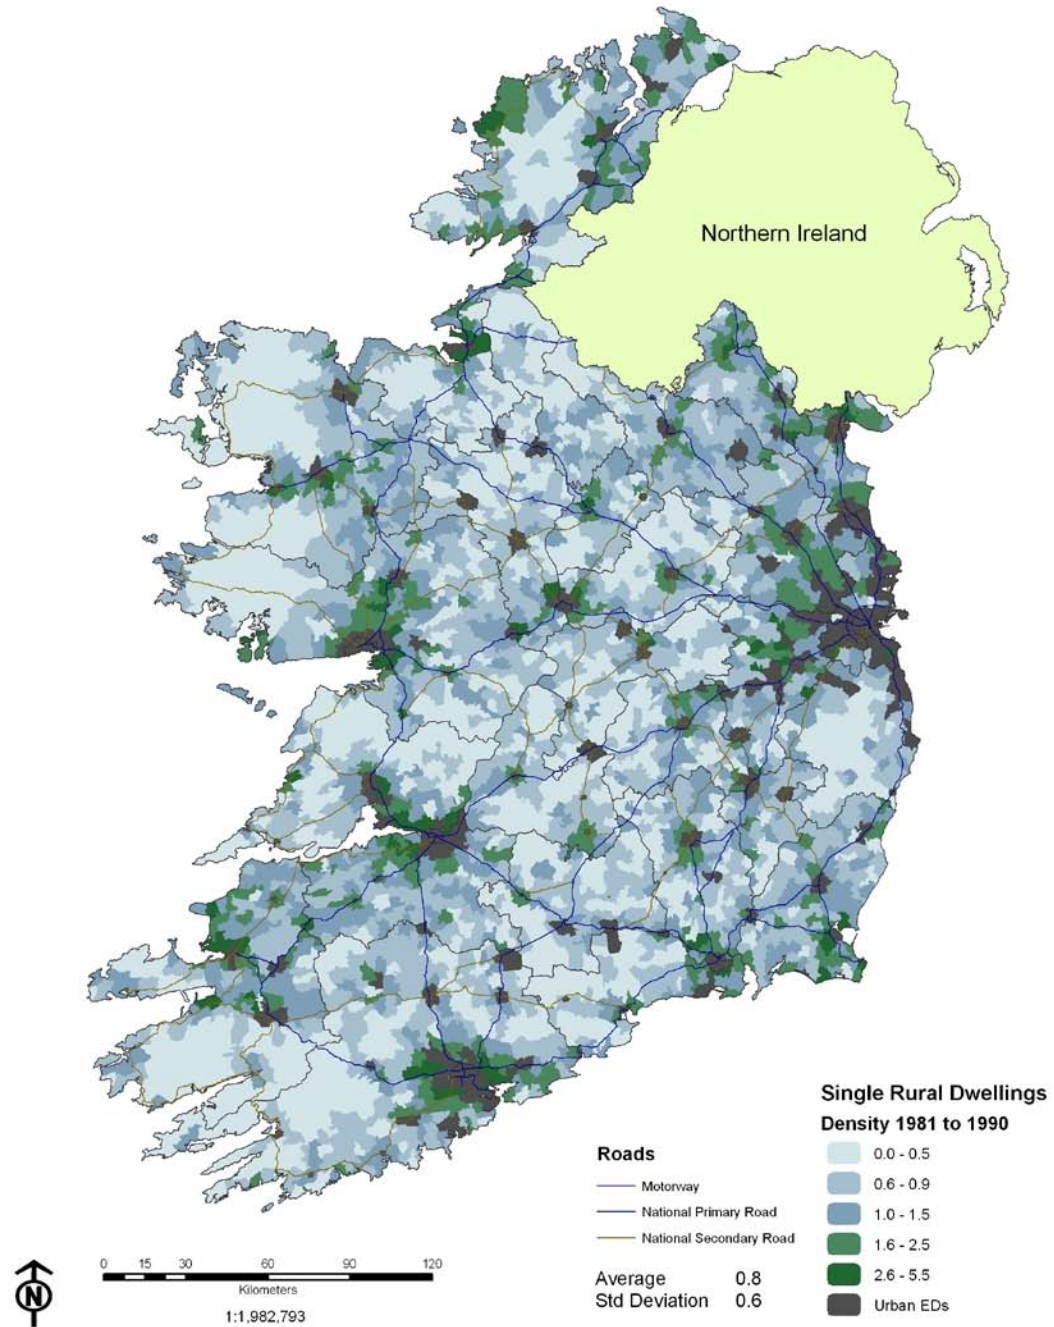 Northern Ireland
Single Rural Dwellings
Density 1981 to 1990
0.0 - 0.5
0.6 - 0.9
1.0 - 1.5
1.6 - 2.5
2.6 - 5.5
Urban EDs
Roads
Motorway
National Primary Road
National Secondary Road
Average 0.8
Std Deviation 0.6
0 15 30 60 90 120
Kilometers
1:1,982,793
N